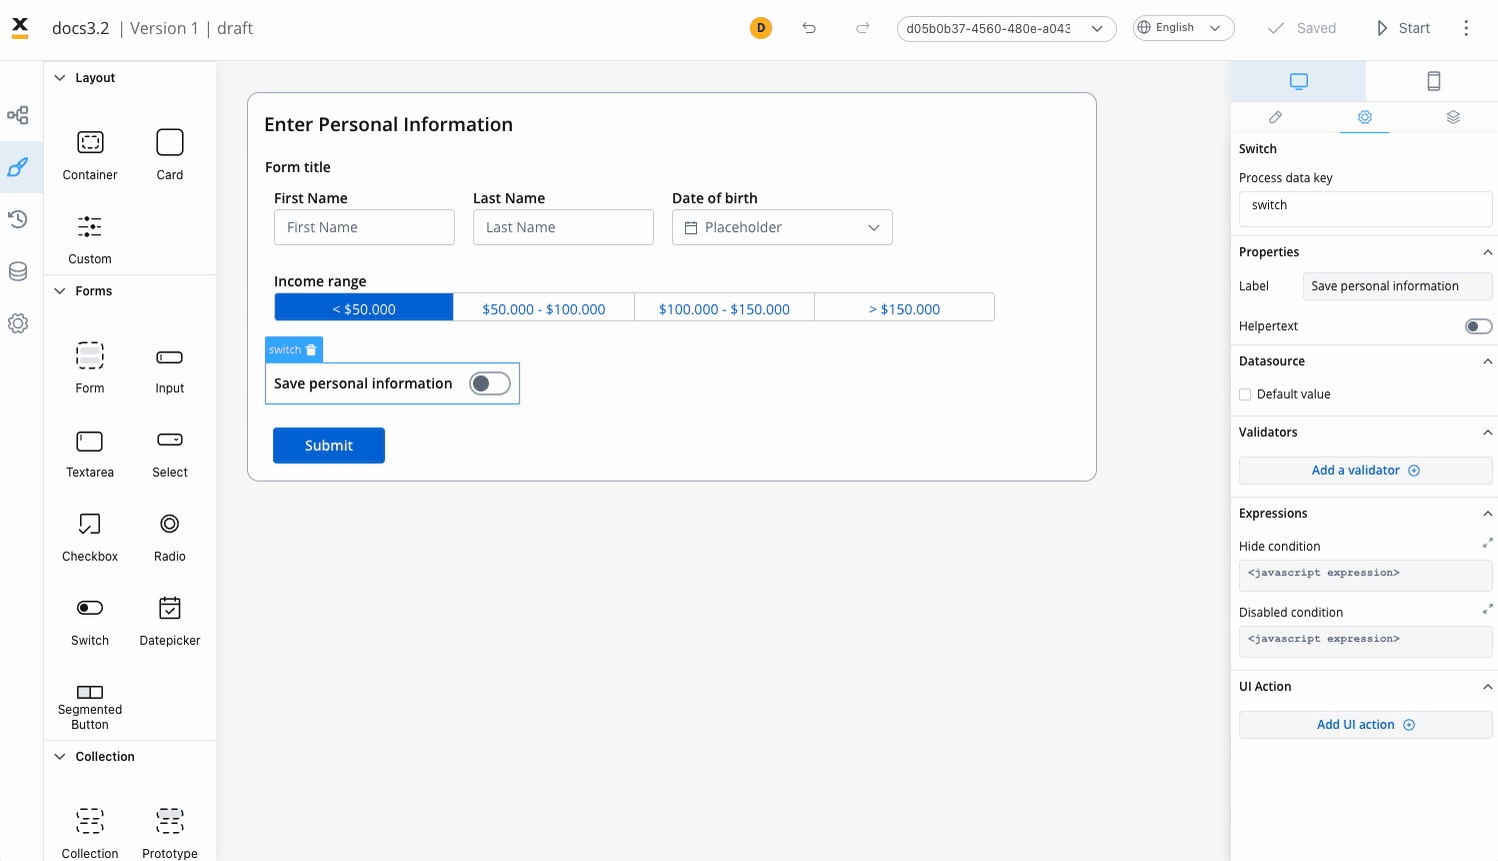 docs3.2 | Version 1 | draft
D
d05b0b37-4560-480e-a043
English
Saved
Start
Layout
Container
Card
Custom
Forms
Form
Input
Textarea
Select
Checkbox
Radio
Switch
Datepicker
Segmented
Button
Collection
Collection
Prototype
Enter Personal Information
Form title
First Name
Last Name
Date of birth
First Name
Last Name
Placeholder
Income range
< $50.000
$50.000 - $100.000
$100.000 - $150.000
> $150.000
switch
Save personal information
Submit
Switch
Process data key
switch
Properties
Label
Save personal information
Helpertext
Datasource
Default value
Validators
Add a validator
Expressions
Hide condition
<javascript expression>
Disabled condition
<javascript expression>
UI Action
Add UI action